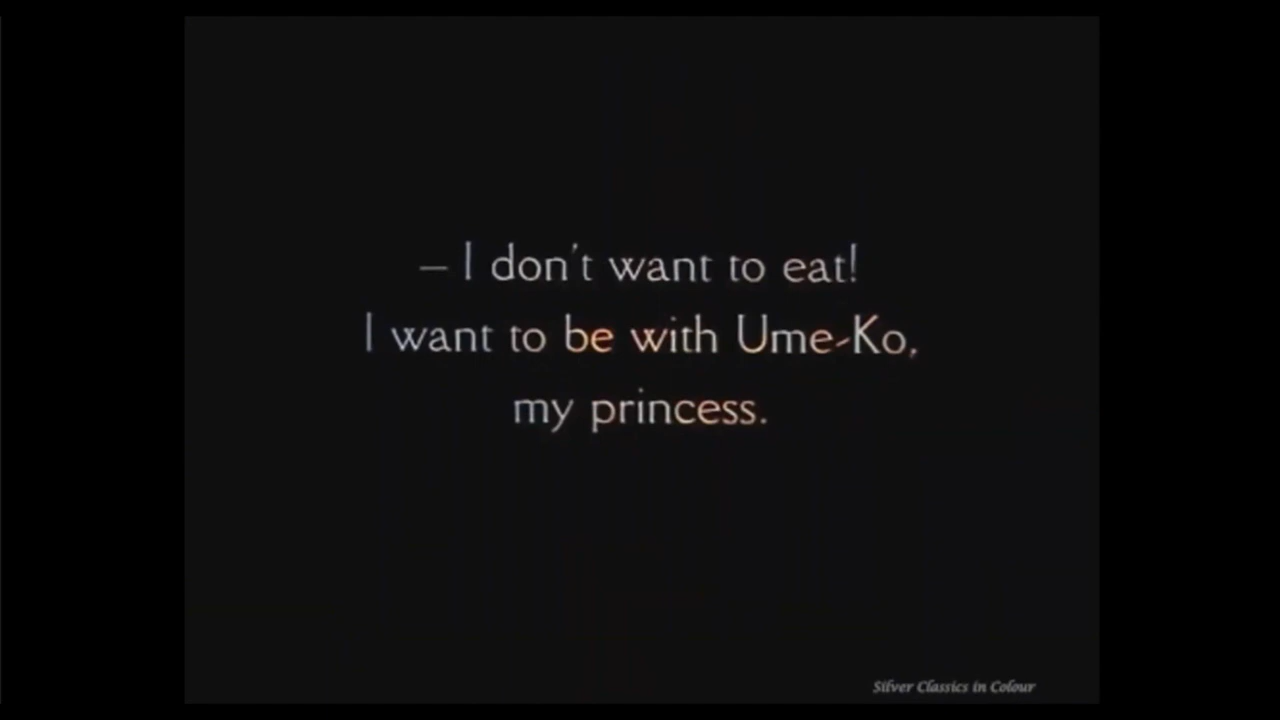 – I don't want to eat!
I want to be with Ume-Ko,
my princess.
Silver Classics in Colour